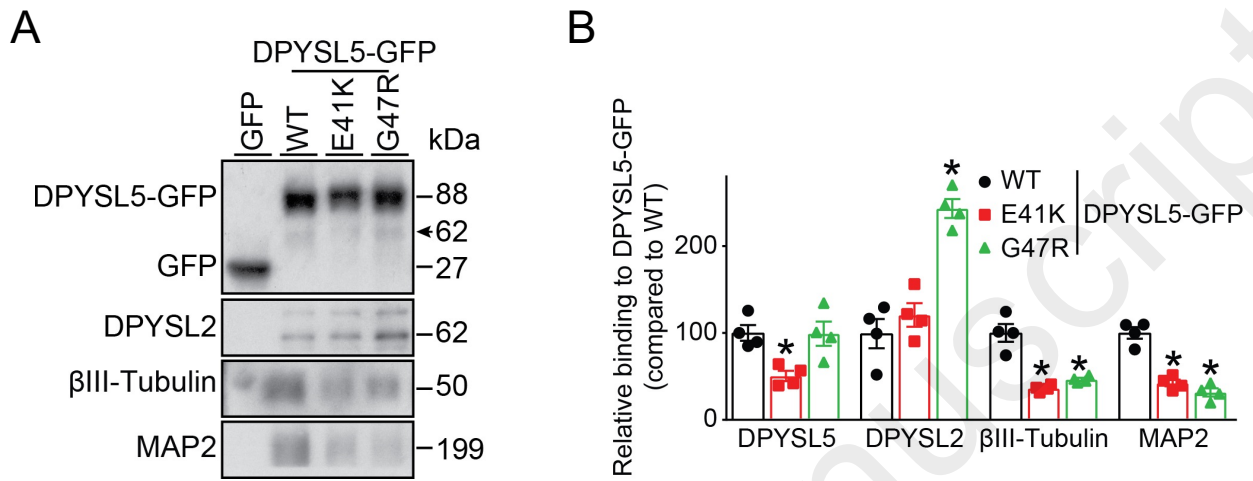 A
DPYSL5-GFP
GFP
WT
E41K
G47R
kDa
DPYSL5-GFP
88
62
GFP
27
DPYSL2
62
βIII-Tubulin
50
MAP2
199
B
Relative binding to DPYSL5-GFP
(compared to WT)
200
100
0
*
*
*
*
*
*
WT
E41K
G47R
DPYSL5-GFP
DPYSL5
DPYSL2
βIII-Tubulin
MAP2
nuscript